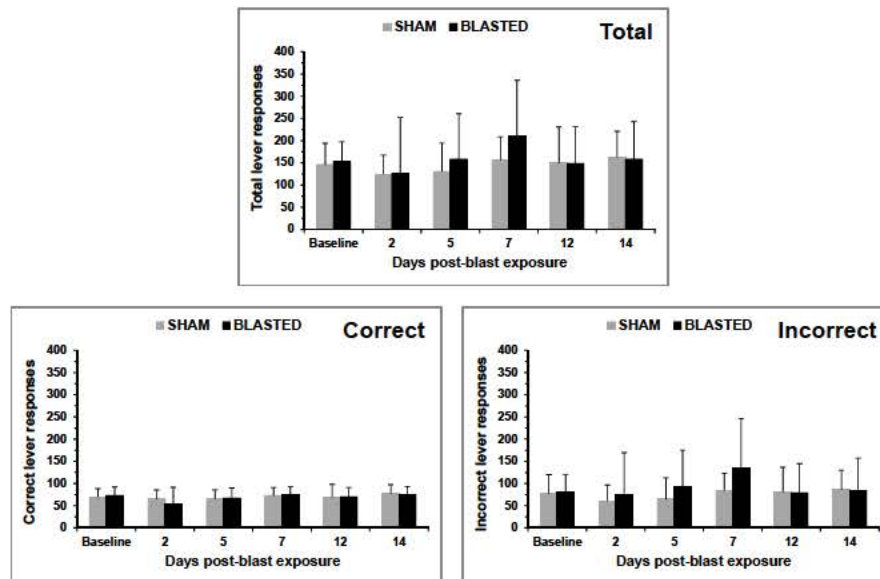 SHAM BLASTED
Total
Total lever responses
400
350
300
250
200
150
100
50
0
Baseline 2 5 7 12 14
Days post-blast exposure
SHAM BLASTED
Correct
Correct lever responses
400
350
300
250
200
150
100
50
0
Baseline 2 5 7 12 14
Days post-blast exposure
SHAM BLASTED
Incorrect
Incorrect lever responses
400
350
300
250
200
150
100
50
0
Baseline 2 5 7 12 14
Days post-blast exposure